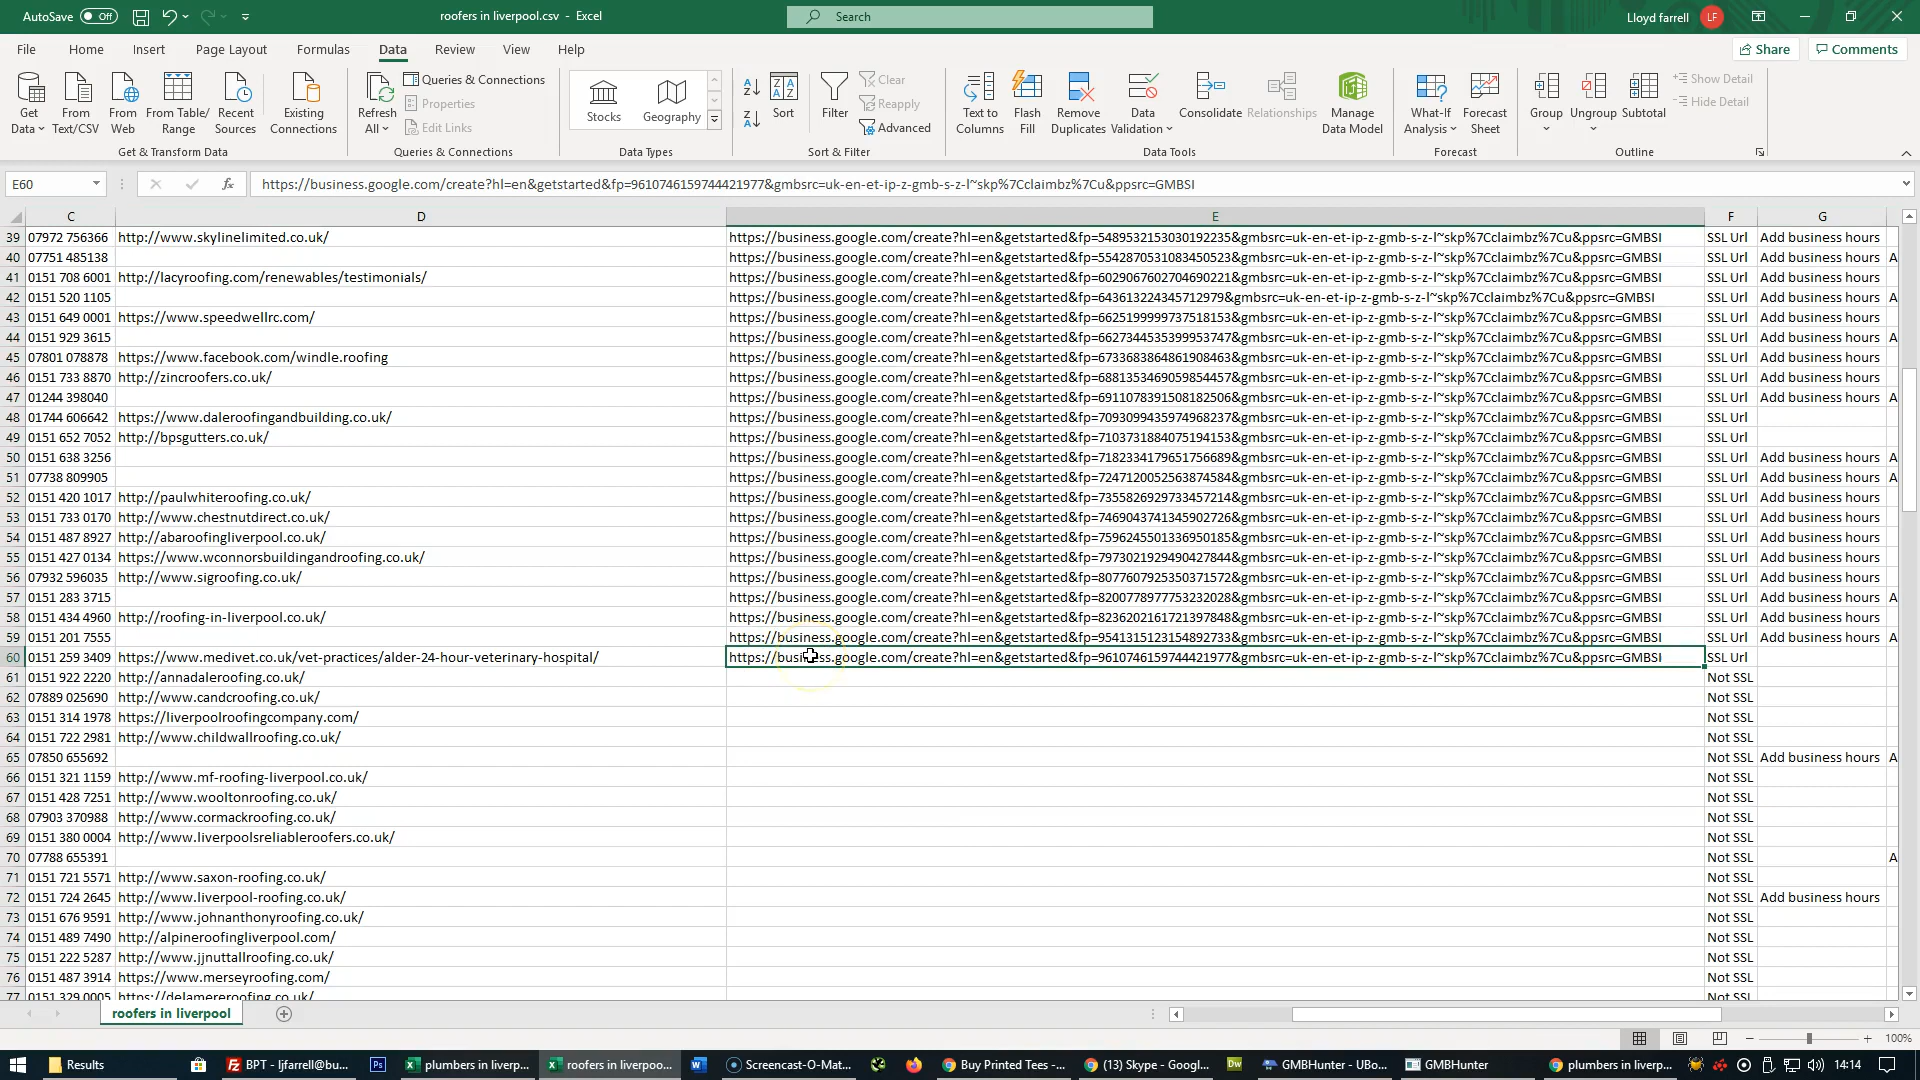 AutoSave Off
roofers in liverpool.csv - Excel
Search
Lloyd farrell LF
File Home Insert Page Layout Formulas Data Review View Help
Share Comments
Get Data From Text/CSV From Web From Table/Range Recent Sources Existing Connections
Refresh All Queries & Connections Properties Edit Links
Stocks Geography
Sort Filter Clear Reapply Advanced
Text to Columns Flash Fill Remove Duplicates Data Validation Consolidate Relationships Manage Data Model
What-If Analysis Forecast Sheet
Group Ungroup Subtotal Show Detail Hide Detail
Get & Transform Data Queries & Connections Data Types Sort & Filter Data Tools Forecast Outline
E60 fx https://business.google.com/create?hl=en&getstarted&fp=9610746159744421977&gmbsrc=uk-en-et-ip-z-gmb-s-z-l~skp%7Cclaimbz%7Cu&ppsrc=GMBSI
C D E F G
39 07972 756366 http://www.skylinelimited.co.uk/ https://business.google.com/create?hl=en&getstarted&fp=5489532153030192235&gmbsrc=uk-en-et-ip-z-gmb-s-z-l~skp%7Cclaimbz%7Cu&ppsrc=GMBSI SSL Url Add business hours
40 07751 485138 https://business.google.com/create?hl=en&getstarted&fp=5542870531083450523&gmbsrc=uk-en-et-ip-z-gmb-s-z-l~skp%7Cclaimbz%7Cu&ppsrc=GMBSI SSL Url Add business hours A
41 0151 708 6001 http://lacyroofing.com/renewables/testimonials/ https://business.google.com/create?hl=en&getstarted&fp=6029067602704690221&gmbsrc=uk-en-et-ip-z-gmb-s-z-l~skp%7Cclaimbz%7Cu&ppsrc=GMBSI SSL Url Add business hours
42 0151 520 1105 https://business.google.com/create?hl=en&getstarted&fp=643613224345712979&gmbsrc=uk-en-et-ip-z-gmb-s-z-l~skp%7Cclaimbz%7Cu&ppsrc=GMBSI SSL Url Add business hours A
43 0151 649 0001 https://www.speedwellrc.com/ https://business.google.com/create?hl=en&getstarted&fp=6625199999737518153&gmbsrc=uk-en-et-ip-z-gmb-s-z-l~skp%7Cclaimbz%7Cu&ppsrc=GMBSI SSL Url Add business hours
44 0151 929 3615 https://business.google.com/create?hl=en&getstarted&fp=6627344535399953747&gmbsrc=uk-en-et-ip-z-gmb-s-z-l~skp%7Cclaimbz%7Cu&ppsrc=GMBSI SSL Url Add business hours A
45 07801 078878 https://www.facebook.com/windle.roofing https://business.google.com/create?hl=en&getstarted&fp=6733683864861908463&gmbsrc=uk-en-et-ip-z-gmb-s-z-l~skp%7Cclaimbz%7Cu&ppsrc=GMBSI SSL Url Add business hours
46 0151 733 8870 http://zincroofers.co.uk/ https://business.google.com/create?hl=en&getstarted&fp=6881353469059854457&gmbsrc=uk-en-et-ip-z-gmb-s-z-l~skp%7Cclaimbz%7Cu&ppsrc=GMBSI SSL Url Add business hours
47 01244 398040 https://business.google.com/create?hl=en&getstarted&fp=6911078391508182506&gmbsrc=uk-en-et-ip-z-gmb-s-z-l~skp%7Cclaimbz%7Cu&ppsrc=GMBSI SSL Url Add business hours A
48 01744 606642 https://www.daleroofingandbuilding.co.uk/ https://business.google.com/create?hl=en&getstarted&fp=7093099435974968237&gmbsrc=uk-en-et-ip-z-gmb-s-z-l~skp%7Cclaimbz%7Cu&ppsrc=GMBSI SSL Url
49 0151 652 7052 http://bpsgutters.co.uk/ https://business.google.com/create?hl=en&getstarted&fp=7103731884075194153&gmbsrc=uk-en-et-ip-z-gmb-s-z-l~skp%7Cclaimbz%7Cu&ppsrc=GMBSI SSL Url
50 0151 638 3256 https://business.google.com/create?hl=en&getstarted&fp=7182334179651756689&gmbsrc=uk-en-et-ip-z-gmb-s-z-l~skp%7Cclaimbz%7Cu&ppsrc=GMBSI SSL Url Add business hours A
51 07738 809905 https://business.google.com/create?hl=en&getstarted&fp=7247120052563874584&gmbsrc=uk-en-et-ip-z-gmb-s-z-l~skp%7Cclaimbz%7Cu&ppsrc=GMBSI SSL Url Add business hours A
52 0151 420 1017 http://paulwhiteroofing.co.uk/ https://business.google.com/create?hl=en&getstarted&fp=7355826929733457214&gmbsrc=uk-en-et-ip-z-gmb-s-z-l~skp%7Cclaimbz%7Cu&ppsrc=GMBSI SSL Url Add business hours
53 0151 733 0170 http://www.chestnutdirect.co.uk/ https://business.google.com/create?hl=en&getstarted&fp=7469043741345902726&gmbsrc=uk-en-et-ip-z-gmb-s-z-l~skp%7Cclaimbz%7Cu&ppsrc=GMBSI SSL Url Add business hours
54 0151 487 8927 http://abaroofingliverpool.co.uk/ https://business.google.com/create?hl=en&getstarted&fp=7596245501336950185&gmbsrc=uk-en-et-ip-z-gmb-s-z-l~skp%7Cclaimbz%7Cu&ppsrc=GMBSI SSL Url Add business hours
55 0151 427 0134 https://www.wconnorsbuildingandroofing.co.uk/ https://business.google.com/create?hl=en&getstarted&fp=7973021929490427844&gmbsrc=uk-en-et-ip-z-gmb-s-z-l~skp%7Cclaimbz%7Cu&ppsrc=GMBSI SSL Url Add business hours
56 07932 596035 http://www.sigroofing.co.uk/ https://business.google.com/create?hl=en&getstarted&fp=8077607925350371572&gmbsrc=uk-en-et-ip-z-gmb-s-z-l~skp%7Cclaimbz%7Cu&ppsrc=GMBSI SSL Url Add business hours
57 0151 283 3715 https://business.google.com/create?hl=en&getstarted&fp=8200778977753232028&gmbsrc=uk-en-et-ip-z-gmb-s-z-l~skp%7Cclaimbz%7Cu&ppsrc=GMBSI SSL Url Add business hours A
58 0151 434 4960 http://roofing-in-liverpool.co.uk/ https://business.google.com/create?hl=en&getstarted&fp=8236202161721397848&gmbsrc=uk-en-et-ip-z-gmb-s-z-l~skp%7Cclaimbz%7Cu&ppsrc=GMBSI SSL Url Add business hours
59 0151 201 7555 https://business.google.com/create?hl=en&getstarted&fp=9541315123154892733&gmbsrc=uk-en-et-ip-z-gmb-s-z-l~skp%7Cclaimbz%7Cu&ppsrc=GMBSI SSL Url Add business hours A
60 0151 259 3409 https://www.medivet.co.uk/vet-practices/alder-24-hour-veterinary-hospital/ https://business.google.com/create?hl=en&getstarted&fp=9610746159744421977&gmbsrc=uk-en-et-ip-z-gmb-s-z-l~skp%7Cclaimbz%7Cu&ppsrc=GMBSI SSL Url
61 0151 922 2220 http://annadaleroofing.co.uk/ Not SSL
62 07889 025690 http://www.candcroofing.co.uk/ Not SSL
63 0151 314 1978 https://liverpoolroofingcompany.com/ Not SSL
64 0151 722 2981 http://www.childwallroofing.co.uk/ Not SSL
65 07850 655692 Not SSL Add business hours A
66 0151 321 1159 http://www.mf-roofing-liverpool.co.uk/ Not SSL
67 0151 428 7251 http://www.wooltonroofing.co.uk/ Not SSL
68 07903 370988 http://www.cormackroofing.co.uk/ Not SSL
69 0151 380 0004 http://www.liverpoolsreliableroofers.co.uk/ Not SSL
70 07788 655391 Not SSL A
71 0151 721 5571 http://www.saxon-roofing.co.uk/ Not SSL
72 0151 724 2645 http://www.liverpool-roofing.co.uk/ Not SSL Add business hours
73 0151 676 9591 http://www.johnanthonyroofing.co.uk/ Not SSL
74 0151 489 7490 http://alpineroofingliverpool.com/ Not SSL
75 0151 222 5287 http://www.jjnuttallroofing.co.uk/ Not SSL
76 0151 487 3914 https://www.merseyroofing.com/ Not SSL
77 0151 329 0005 https://delamereroofing.co.uk/ Not SSL
roofers in liverpool
100%
Results BPT - ljfarrell@bu... plumbers in liverp... roofers in liverpoo... Screencast-O-Mat... Buy Printed Tees -... (13) Skype - Googl... GMBHunter - UBo... GMBHunter plumbers in liverp... 14:14